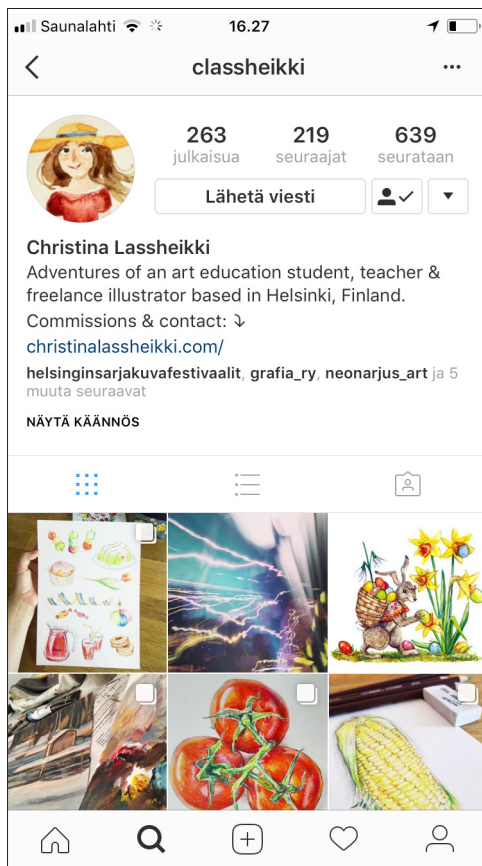 Saunalahti 16.27
classheikki
263 219 639
julkaisua seuraajat seurataan
Lähetä viesti
Christina Lassheikki
Adventures of an art education student, teacher &
freelance illustrator based in Helsinki, Finland.
Commissions & contact: ⤵
christinalassheikki.com/
helsinginsarjakuvafestivaalit, grafia_ry, neonarjus_art ja 5
muuta seuraavat
NÄYTÄ KÄÄNNÖS